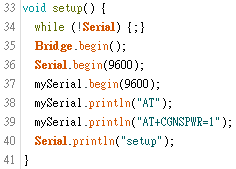 33 void setup() {
34 while (!Serial) {;}
35 Bridge.begin();
36 Serial.begin(9600);
37 mySerial.begin(9600);
38 mySerial.println("AT");
39 mySerial.println("AT+CGNSPWR=1");
40 Serial.println("setup");
41 }